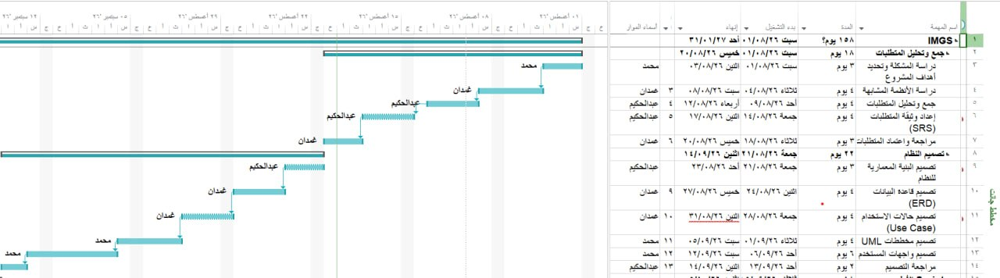 اسم المهمة المدة بدء التشغيل إنهاء أسماء الموار
١ IMGS ١٥٨ يوم؟ سبت ٠١/٠٨/٢٦ أحد ٣١/٠١/٢٧
٢ جمع وتحليل المتطلبات ١٨ يوم سبت ٠١/٠٨/٢٦ خميس ٢٠/٠٨/٢٦
٣ دراسة المشكلة وتحديد أهداف المشروع ٣ يوم سبت ٠١/٠٨/٢٦ اثنين ٠٣/٠٨/٢٦ محمد
٤ دراسة الأنظمة المشابهة ٤ يوم ثلاثاء ٠٤/٠٨/٢٦ سبت ٠٨/٠٨/٢٦ ٣ غمدان
٥ جمع وتحليل المتطلبات ٤ يوم أحد ٠٩/٠٨/٢٦ أربعاء ١٢/٠٨/٢٦ ٤ عبدالحكيم
٦ إعداد وثيقة المتطلبات (SRS) ٤ يوم جمعة ١٤/٠٨/٢٦ اثنين ١٧/٠٨/٢٦ ٥ عبدالحكيم
٧ مراجعة واعتماد المتطلبات ٣ يوم ثلاثاء ١٨/٠٨/٢٦ خميس ٢٠/٠٨/٢٦ ٦ غمدان
٨ تصميم النظام ٢٢ يوم جمعة ٢١/٠٨/٢٦ اثنين ١٤/٠٩/٢٦
٩ تصميم البنية المعمارية للنظام ٣ يوم جمعة ٢١/٠٨/٢٦ أحد ٢٣/٠٨/٢٦ عبدالحكيم
١٠ تصميم قاعدة البيانات (ERD) ٤ يوم اثنين ٢٤/٠٨/٢٦ خميس ٢٧/٠٨/٢٦ ٩ غمدان
١١ تصميم حالات الاستخدام (Use Case) ٤ يوم جمعة ٢٨/٠٨/٢٦ اثنين ٣١/٠٨/٢٦ ١٠ غمدان
١٢ تصميم مخططات UML ٤ يوم ثلاثاء ٠١/٠٩/٢٦ سبت ٠٥/٠٩/٢٦ ١١ محمد
١٣ تصميم واجهات المستخدم ٦ يوم أحد ٠٦/٠٩/٢٦ سبت ١٢/٠٩/٢٦ ١٢ محمد
١٤ مراجعة التصميم ٢ يوم أحد ١٣/٠٩/٢٦ اثنين ١٤/٠٩/٢٦ ١٣ عبدالحكيم
مخطط جانت
٠١ أغسطس '٢٦ ٠٨ أغسطس '٢٦ ١٥ أغسطس '٢٦ ٢٢ أغسطس '٢٦ ٢٩ أغسطس '٢٦ ٠٥ سبتمبر '٢٦
محمد
غمدان
عبدالحكيم
عبدالحكيم
غمدان
عبدالحكيم
غمدان
غمدان
محمد
محمد